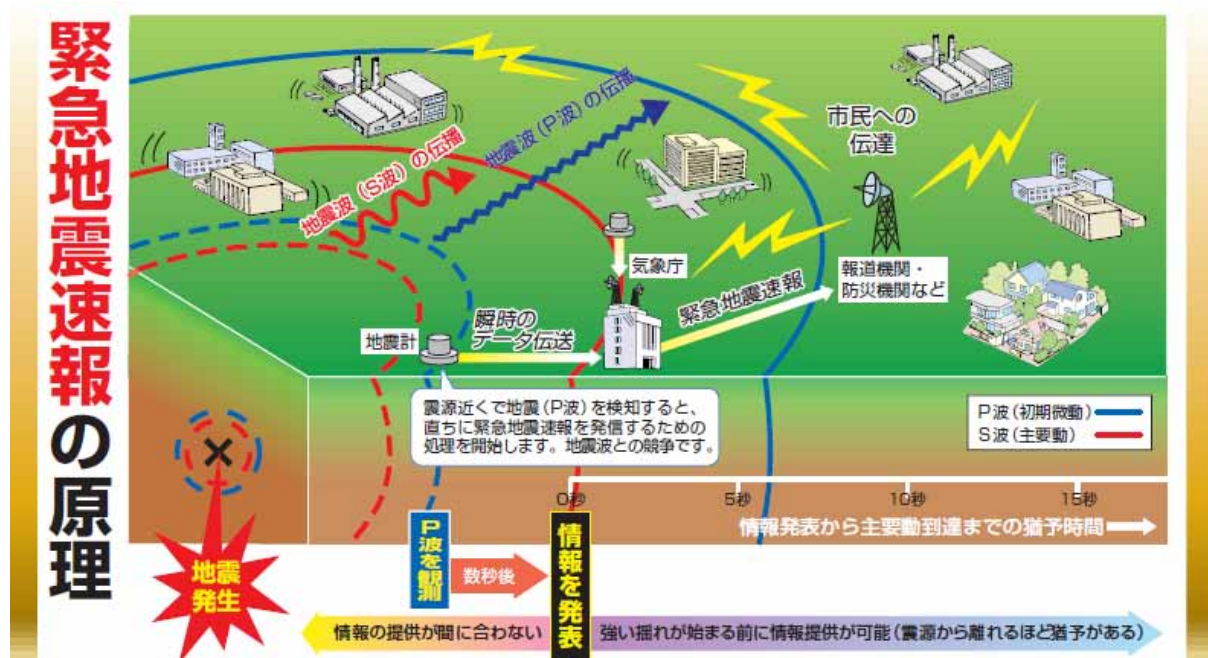 緊急地震速報の原理
地震波(S波)の伝播
地震波(P波)の伝播
市民への
伝達
気象庁
報道機関・
防災機関など
緊急地震速報
瞬時の
データ伝送
地震計
震源近くで地震(P波)を検知すると、
直ちに緊急地震速報を発信するための
処理を開始します。地震波との競争です。
P波(初期微動)
S波(主要動)
0秒
5秒
10秒
15秒
情報発表から主要動到達までの猶予時間
地震
発生
P波を観測
数秒後
情報を発表
情報の提供が間に合わない
強い揺れが始まる前に情報提供が可能(震源から離れるほど猶予がある)